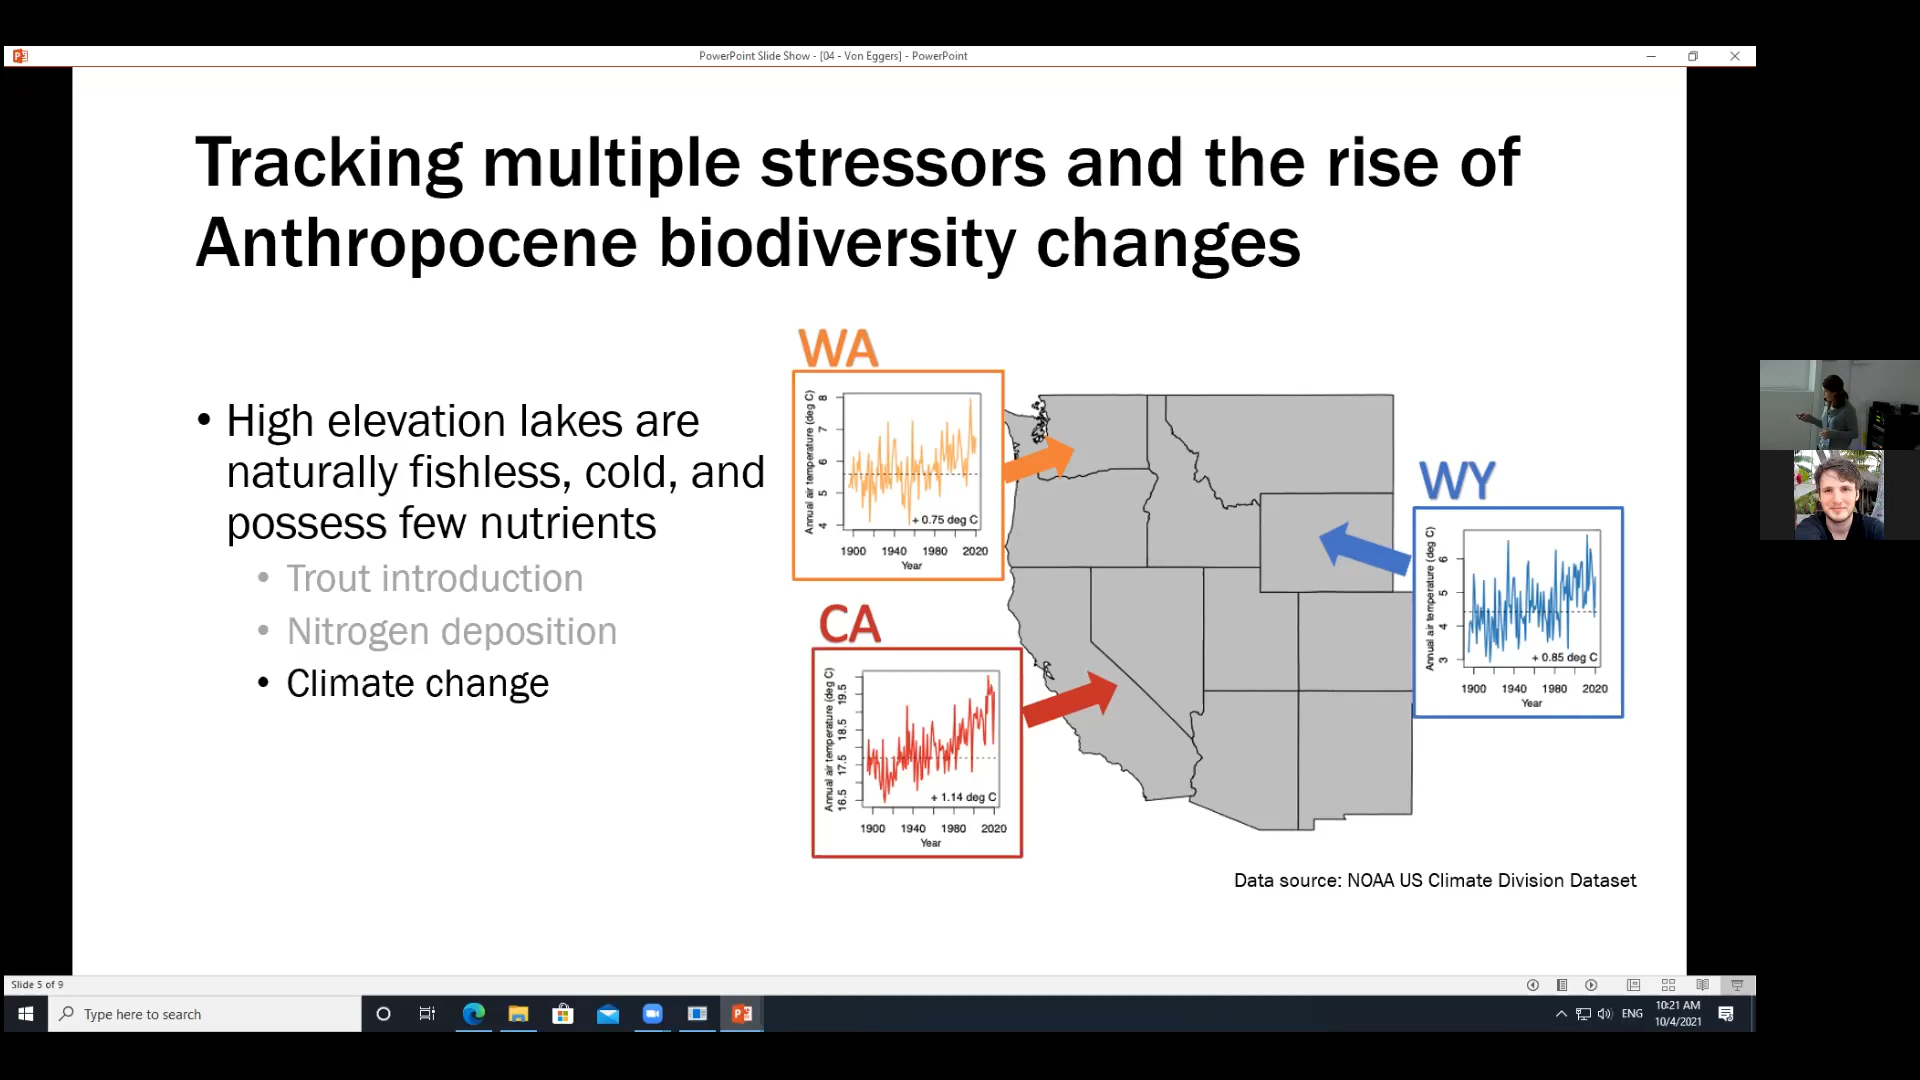 PowerPoint Slide Show - [04 - Von Eggers] - PowerPoint
Tracking multiple stressors and the rise of
Anthropocene biodiversity changes
• High elevation lakes are
naturally fishless, cold, and
possess few nutrients
• Trout introduction
• Nitrogen deposition
• Climate change
WA
Annual air temperature (deg C)
8
7
6
5
4
+ 0.75 deg C
1900 1940 1980 2020
Year
CA
Annual air temperature (deg C)
19.5
18.5
17.5
16.5
+ 1.14 deg C
1900 1940 1980 2020
Year
WY
Annual air temperature (deg C)
6
5
4
3
+ 0.85 deg C
1900 1940 1980 2020
Year
Data source: NOAA US Climate Division Dataset
Slide 5 of 9
Type here to search
ENG
10:21 AM
10/4/2021